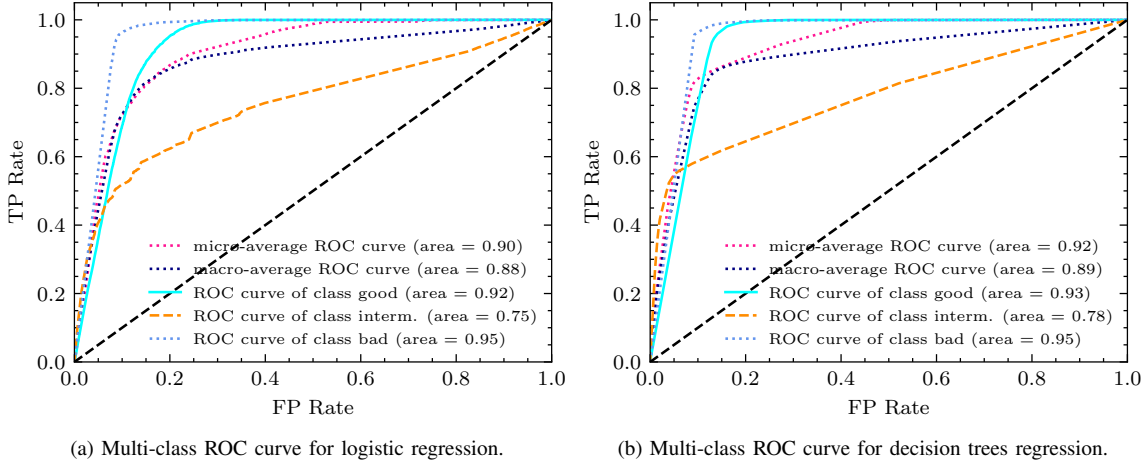 TP Rate
1.0
0.8
0.6
0.4
0.2
0.0
micro-average ROC curve (area = 0.90)
macro-average ROC curve (area = 0.88)
ROC curve of class good (area = 0.92)
ROC curve of class interm. (area = 0.75)
ROC curve of class bad (area = 0.95)
0.0 0.2 0.4 0.6 0.8 1.0
FP Rate
(a) Multi-class ROC curve for logistic regression.
TP Rate
1.0
0.8
0.6
0.4
0.2
0.0
micro-average ROC curve (area = 0.92)
macro-average ROC curve (area = 0.89)
ROC curve of class good (area = 0.93)
ROC curve of class interm. (area = 0.78)
ROC curve of class bad (area = 0.95)
0.0 0.2 0.4 0.6 0.8 1.0
FP Rate
(b) Multi-class ROC curve for decision trees regression.